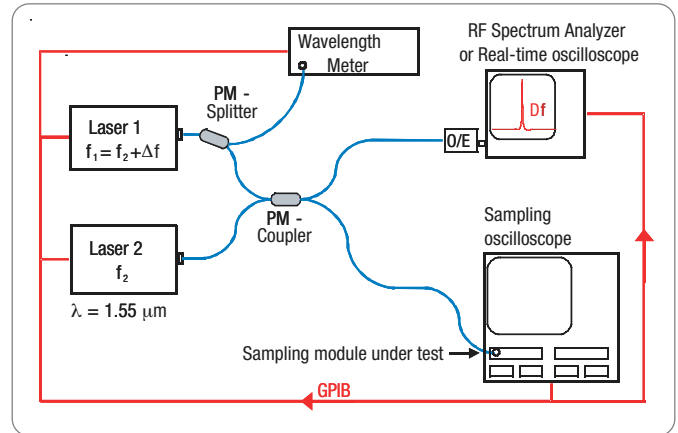 Wavelength
Meter
RF Spectrum Analyzer
or Real-time oscilloscope
PM -
Splitter
Laser 1
f₁= f₂+Δf
Df
O/E
PM -
Coupler
Laser 2
f₂
λ = 1.55 μm
Sampling
oscilloscope
Sampling module under test
GPIB